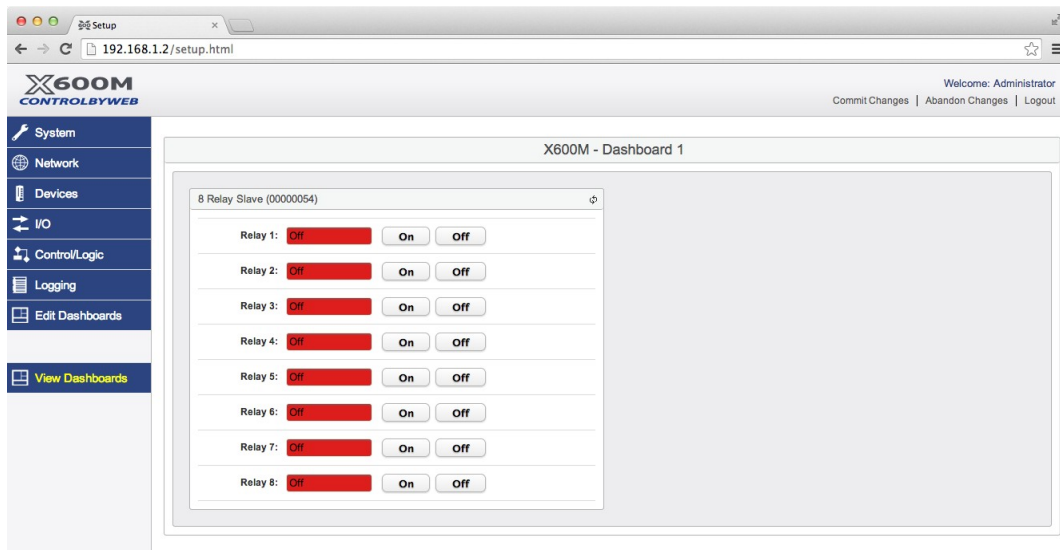 Setup
192.168.1.2/setup.html
X600M
CONTROLBYWEB
Welcome: Administrator
Commit Changes | Abandon Changes | Logout
System
Network
Devices
I/O
Control/Logic
Logging
Edit Dashboards
View Dashboards
X600M - Dashboard 1
8 Relay Slave (00000054)
Relay 1: Off On Off
Relay 2: Off On Off
Relay 3: Off On Off
Relay 4: Off On Off
Relay 5: Off On Off
Relay 6: Off On Off
Relay 7: Off On Off
Relay 8: Off On Off